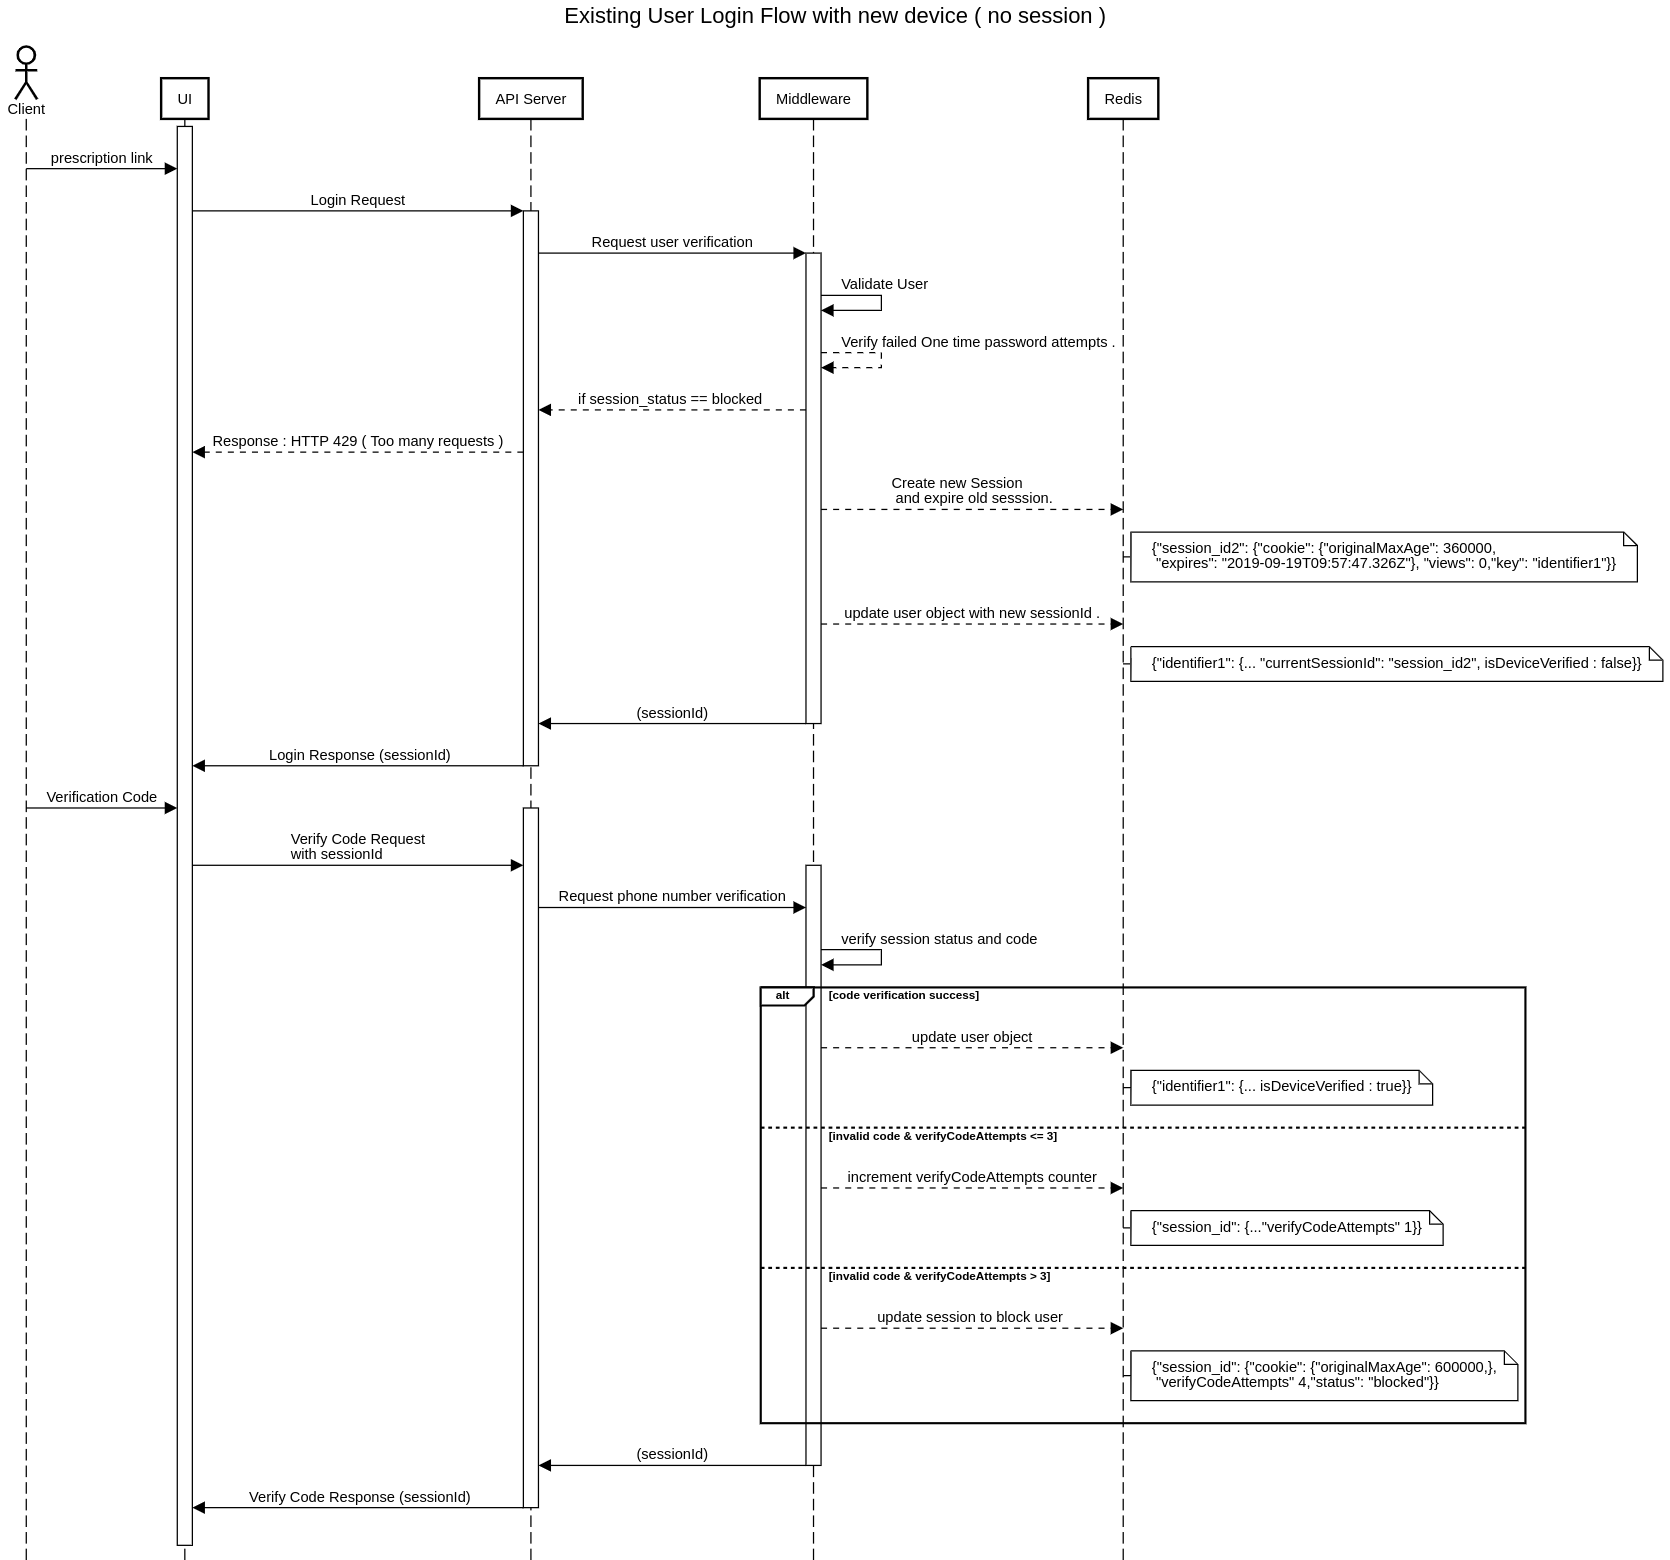 Existing User Login Flow with new device ( no session )
Client
UI
API Server
Middleware
Redis
prescription link
Login Request
Request user verification
Validate User
Verify failed One time password attempts .
if session_status == blocked
Response : HTTP 429 ( Too many requests )
Create new Session
and expire old sesssion.
{"session_id2": {"cookie": {"originalMaxAge": 360000,
"expires": "2019-09-19T09:57:47.326Z"}, "views": 0,"key": "identifier1"}}
update user object with new sessionId .
{"identifier1": {... "currentSessionId": "session_id2", isDeviceVerified : false}}
(sessionId)
Login Response (sessionId)
Verification Code
Verify Code Request
with sessionId
Request phone number verification
verify session status and code
alt
[code verification success]
update user object
{"identifier1": {... isDeviceVerified : true}}
[invalid code & verifyCodeAttempts <= 3]
increment verifyCodeAttempts counter
{"session_id": {..."verifyCodeAttempts" 1}}
[invalid code & verifyCodeAttempts > 3]
update session to block user
{"session_id": {"cookie": {"originalMaxAge": 600000,},
"verifyCodeAttempts" 4,"status": "blocked"}}
(sessionId)
Verify Code Response (sessionId)